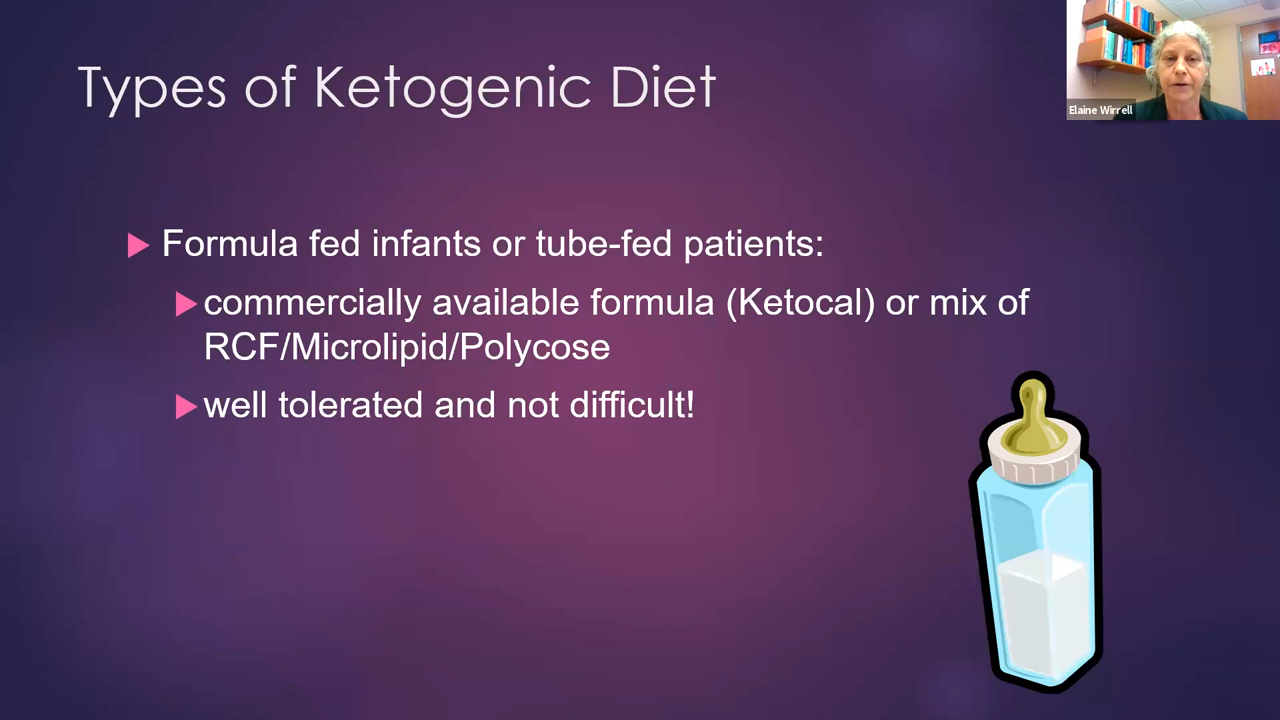 Types of Ketogenic Diet
Elaine Wirrell
Formula fed infants or tube-fed patients:
commercially available formula (Ketocal) or mix of
RCF/Microlipid/Polycose
well tolerated and not difficult!